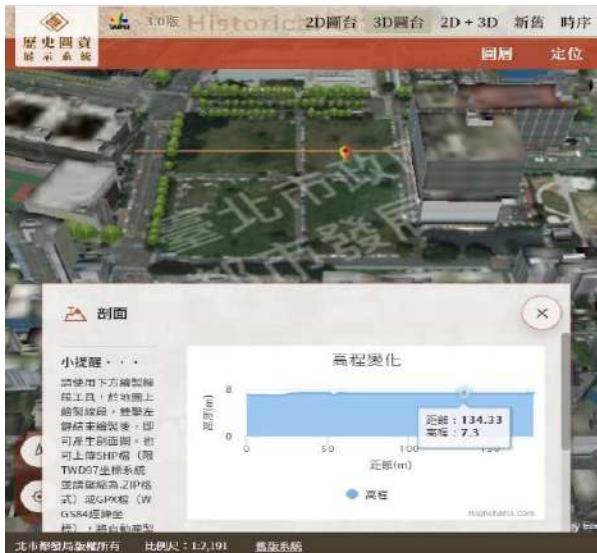 歷史圖資
展示系統
3.0版
Historic
2D圖台 3D圖台 2D + 3D 新舊 時序
圖層 定位
臺北市政府
都市發展局
剖面
小提醒・・・
請使用下方繪製線
段工具，於地圖上
繪製線段，雙擊左
鍵結束繪製後，即
可產生剖面圖。也
可上傳SHP檔（限
TWD97坐標系統
並請壓縮為.ZIP格
式）或GPX檔（W
GS84經緯坐
標），將自動產製
高程變化
高度(m)
8
0
0 50 100 150
距離 : 134.33
高程 : 7.3
距離(m)
高程
Highcharts.com
北市都發局版權所有 比例尺：1:2,191 舊版系統